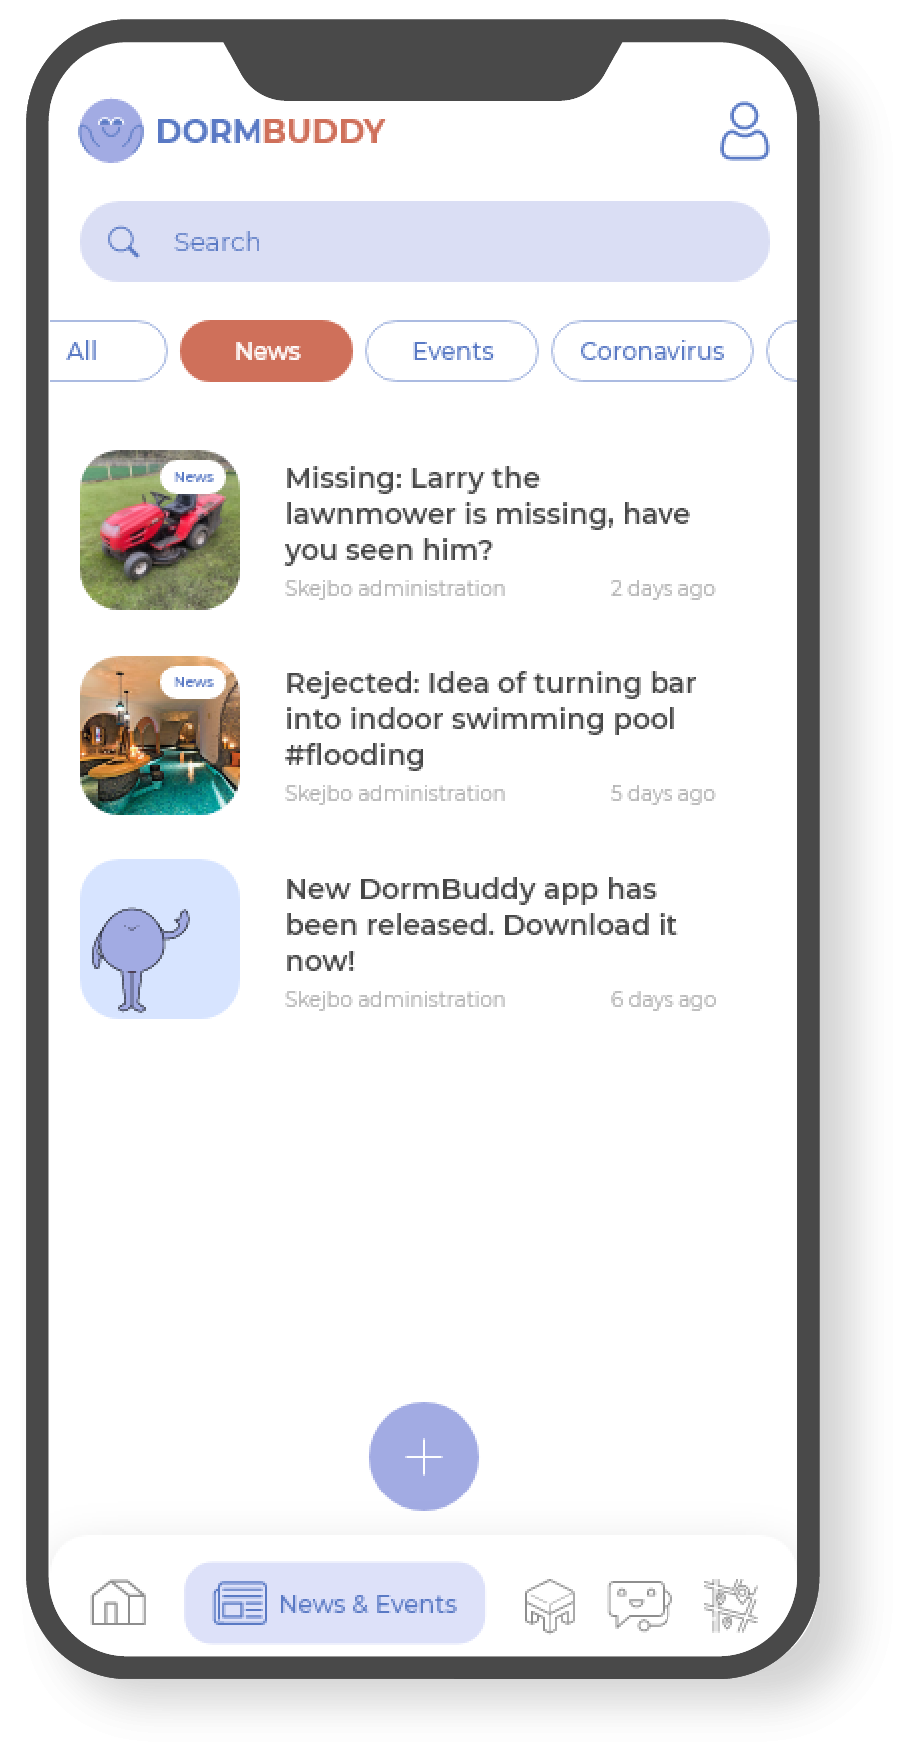 DORMBUDDY
Search
All
News
Events
Coronavirus
News
Missing: Larry the
lawnmower is missing, have
you seen him?
Skejbo administration
2 days ago
News
Rejected: Idea of turning bar
into indoor swimming pool
#flooding
Skejbo administration
5 days ago
New DormBuddy app has
been released. Download it
now!
Skejbo administration
6 days ago
News & Events